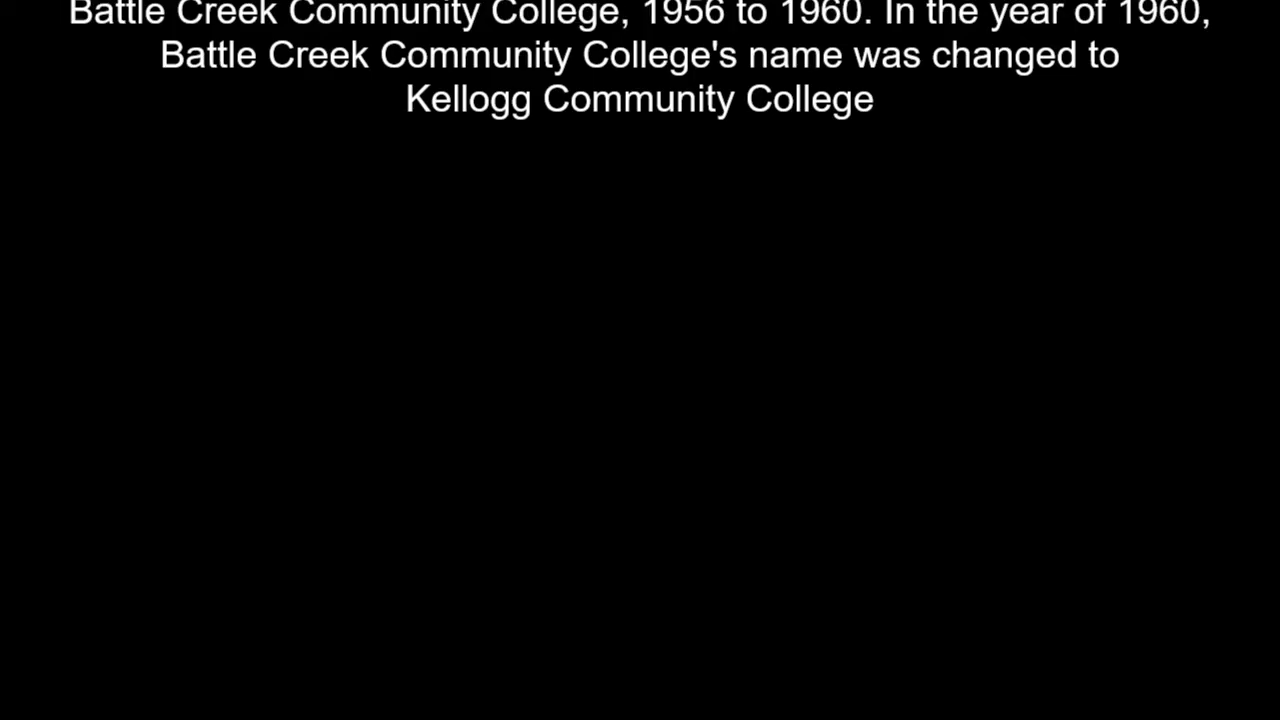 Battle Creek Community College, 1956 to 1960. In the year of 1960,
Battle Creek Community College's name was changed to
Kellogg Community College